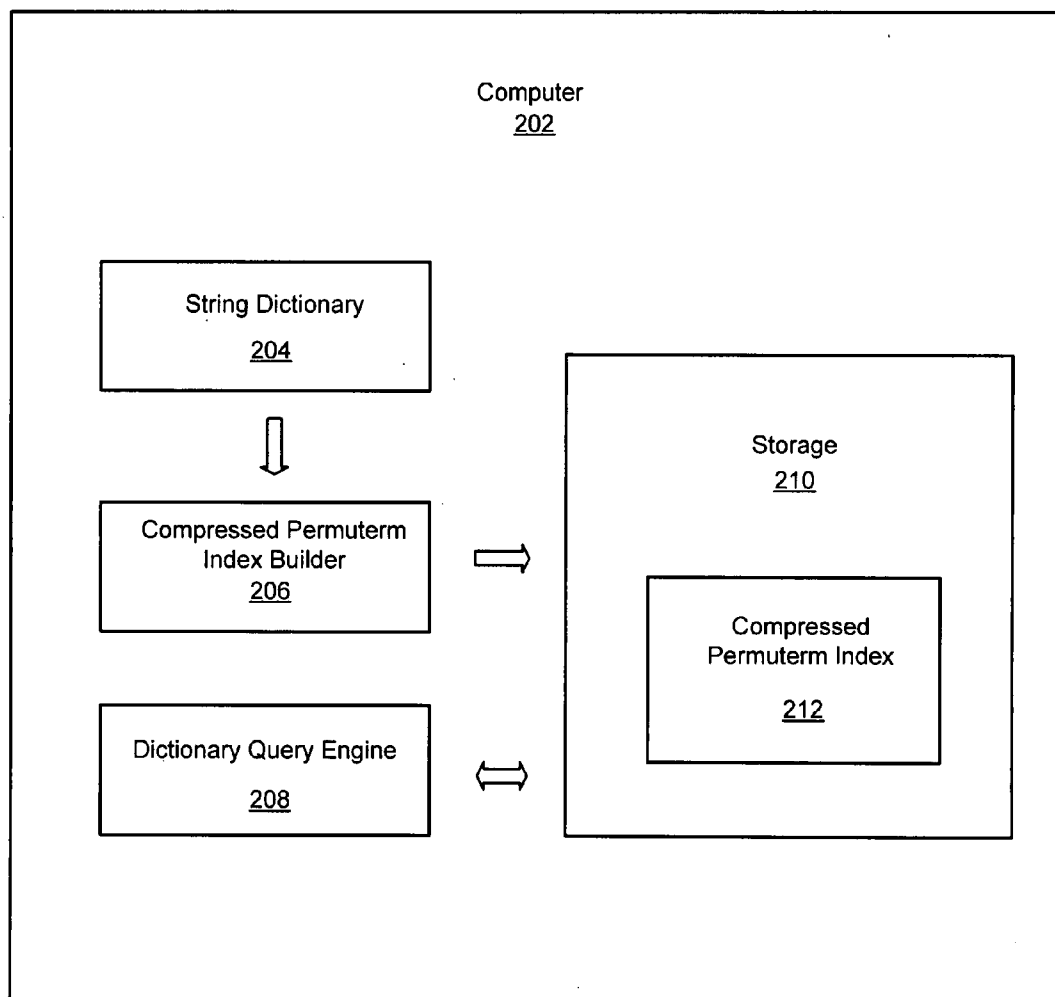 Computer
202
String Dictionary
204
Compressed Permuterm
Index Builder
206
Dictionary Query Engine
208
Storage
210
Compressed
Permuterm Index
212